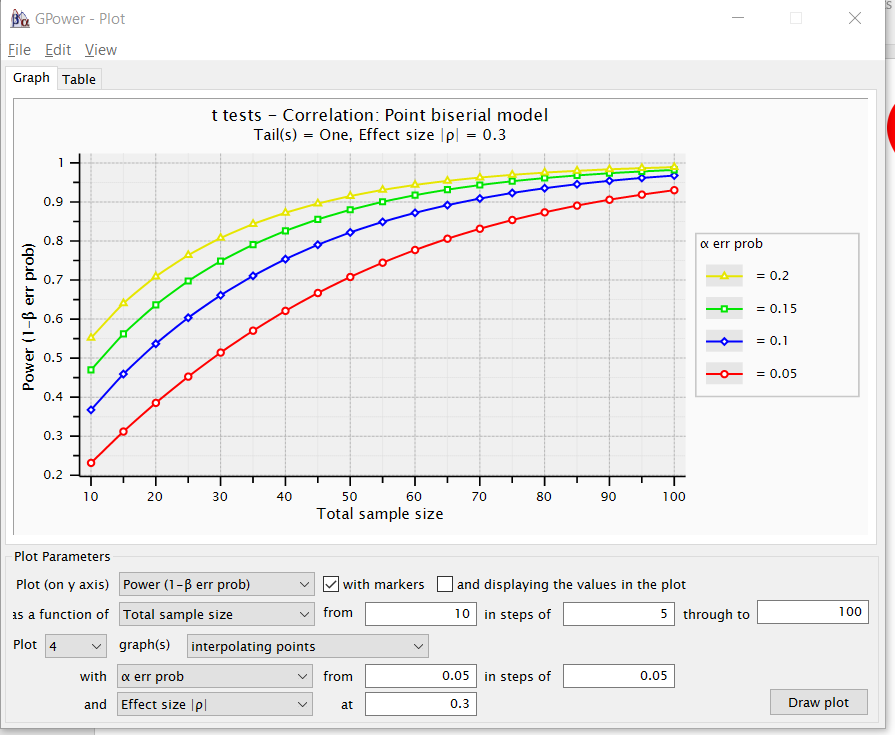 GPower - Plot
File Edit View
Graph Table
t tests – Correlation: Point biserial model
Tail(s) = One, Effect size |ρ| = 0.3
Power (1−β err prob)
1
0.9
0.8
0.7
0.6
0.5
0.4
0.3
0.2
10 20 30 40 50 60 70 80 90 100
Total sample size
α err prob
= 0.2
= 0.15
= 0.1
= 0.05
Plot Parameters
Plot (on y axis) Power (1−β err prob) with markers and displaying the values in the plot
as a function of Total sample size from 10 in steps of 5 through to 100
Plot 4 graph(s) interpolating points
with α err prob from 0.05 in steps of 0.05
and Effect size |ρ| at 0.3 Draw plot